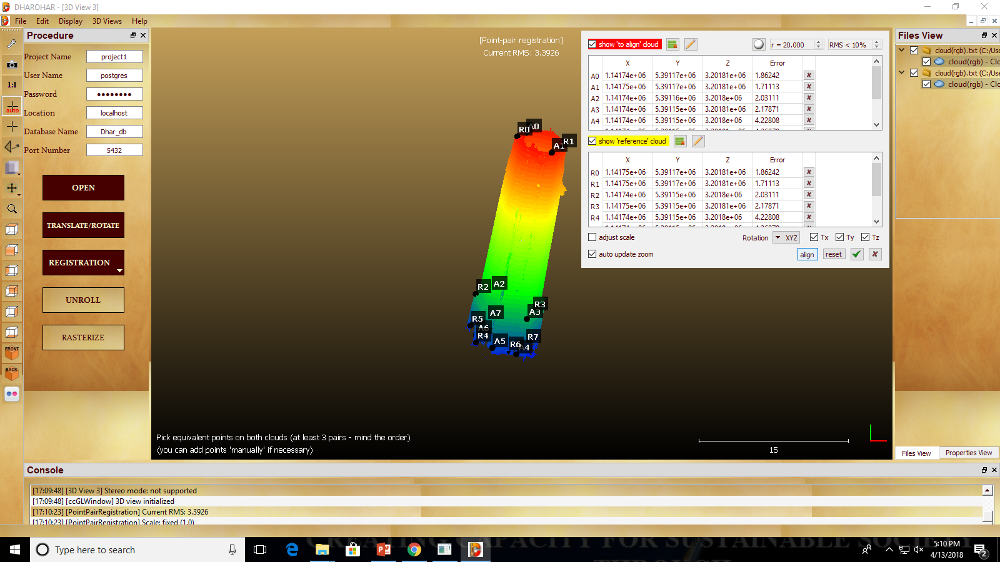 DHAROHAR - [3D View 3]
File Edit Display 3D Views Help
Procedure
Project Name project1
User Name postgres
Password ●●●●●●●●
Location localhost
Database Name Dhar_db
Port Number 5432
OPEN
TRANSLATE/ROTATE
REGISTRATION
UNROLL
RASTERIZE
1:1
auto
FRONT
BACK
[Point-pair registration]
Current RMS: 3.3926
R0 A0
A1 R1
R2 A2
R3
A3
A7
R5
A6
R4
A5
R6
R7
A4
Pick equivalent points on both clouds (at least 3 pairs - mind the order)
(you can add points 'manually' if necessary)
15
show 'to align' cloud r = 20.000 RMS < 10%
X Y Z Error
A0 1.14174e+06 5.39117e+06 3.20181e+06 1.86242
A1 1.14174e+06 5.39117e+06 3.20181e+06 1.71113
A2 1.14174e+06 5.39116e+06 3.2018e+06 2.03111
A3 1.14174e+06 5.39115e+06 3.2018e+06 2.17871
A4 1.14174e+06 5.39115e+06 3.2018e+06 4.22808
show 'reference' cloud
X Y Z Error
R0 1.14175e+06 5.39117e+06 3.20181e+06 1.86242
R1 1.14175e+06 5.39117e+06 3.20181e+06 1.71113
R2 1.14174e+06 5.39115e+06 3.2018e+06 2.03111
R3 1.14175e+06 5.39115e+06 3.20181e+06 2.17871
R4 1.14174e+06 5.39115e+06 3.2018e+06 4.22808
adjust scale Rotation XYZ Tx Ty Tz
auto update zoom align reset
Files View
cloud(rgb).txt (C:/Use
cloud(rgb) - Clo
cloud(rgb).txt (C:/Use
cloud(rgb) - Clo
Files View Properties View
Console
[17:09:48] [3D View 3] Stereo mode: not supported
[17:09:48] [ccGLWindow] 3D view initialized
[17:10:23] [PointPairRegistration] Current RMS: 3.3926
[17:10:23] [PointPairRegistration] Scale: fixed (1.0)
CREATING CAPACITY FOR SUSTAINABLE SOCIETY
THROUGH
Type here to search
5:10 PM
4/13/2018
2